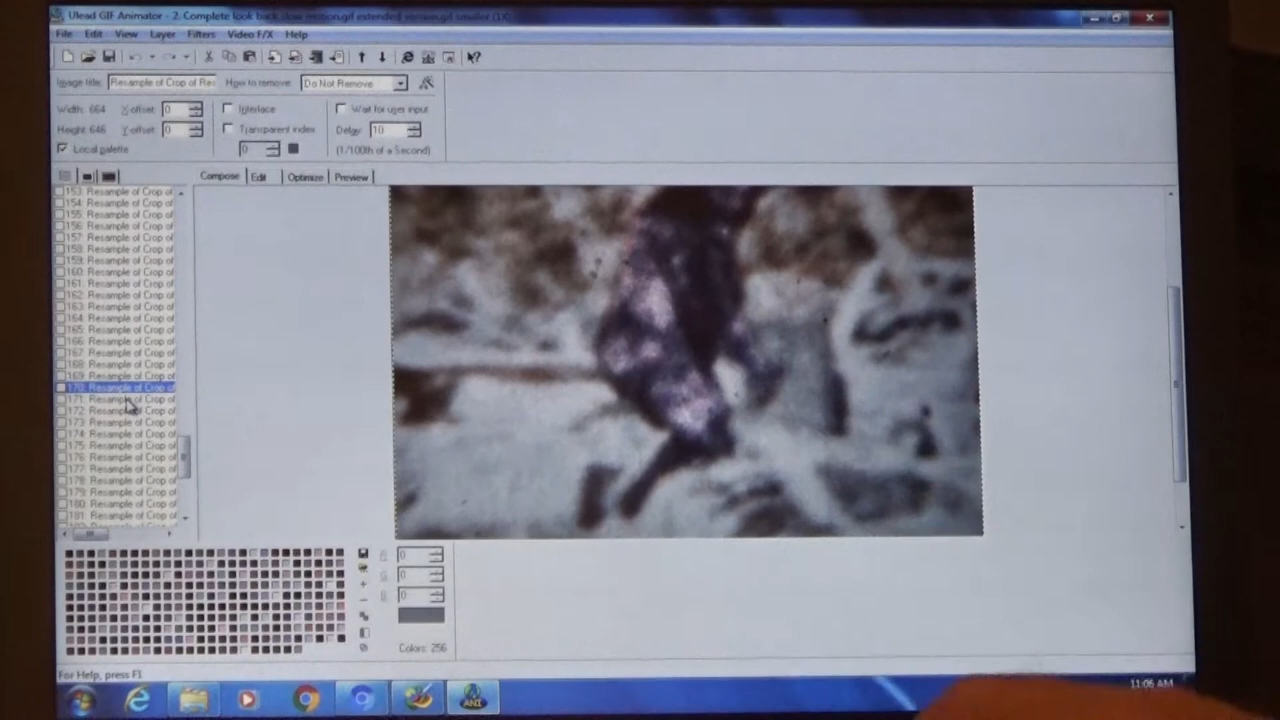 Ulead GIF Animator - 2. Complete look back slow motion.gif extended version.gif smaller (1X)
File Edit View Layer Filters Video F/X Help
Image title: Resample of Crop of Res How to remove: Do Not Remove
Width: 664 X-offset: 0 Interlace Wait for user input
Height: 646 Y-offset: 0 Transparent index Delay: 10
Local palette 0 (1/100th of a Second)
Compose Edit Optimize Preview
153: Resample of Crop of
154: Resample of Crop of
155: Resample of Crop of
156: Resample of Crop of
157: Resample of Crop of
158: Resample of Crop of
159: Resample of Crop of
160: Resample of Crop of
161: Resample of Crop of
162: Resample of Crop of
163: Resample of Crop of
164: Resample of Crop of
165: Resample of Crop of
166: Resample of Crop of
167: Resample of Crop of
168: Resample of Crop of
169: Resample of Crop of
170: Resample of Crop of
171: Resample of Crop of
172: Resample of Crop of
173: Resample of Crop of
174: Resample of Crop of
175: Resample of Crop of
176: Resample of Crop of
177: Resample of Crop of
178: Resample of Crop of
179: Resample of Crop of
180: Resample of Crop of
181: Resample of Crop of
0
0
0
Colors: 256
For Help, press F1
ANI
11:06 AM